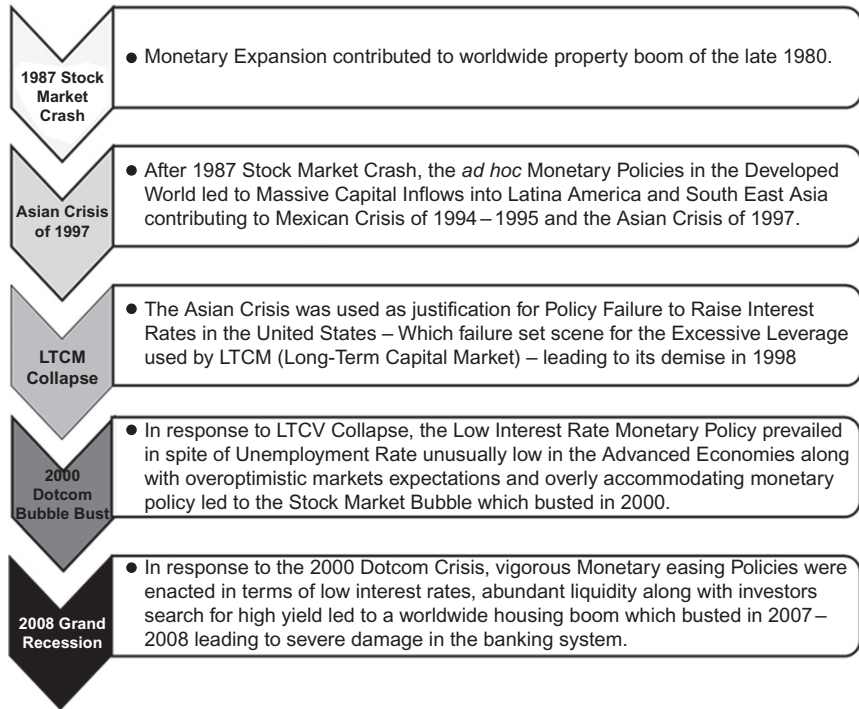 1987 Stock
Market
Crash
● Monetary Expansion contributed to worldwide property boom of the late 1980.
Asian Crisis
of 1997
● After 1987 Stock Market Crash, the ad hoc Monetary Policies in the Developed
World led to Massive Capital Inflows into Latina America and South East Asia
contributing to Mexican Crisis of 1994–1995 and the Asian Crisis of 1997.
LTCM
Collapse
● The Asian Crisis was used as justification for Policy Failure to Raise Interest
Rates in the United States – Which failure set scene for the Excessive Leverage
used by LTCM (Long-Term Capital Market) – leading to its demise in 1998
2000
Dotcom
Bubble Bust
● In response to LTCV Collapse, the Low Interest Rate Monetary Policy prevailed
in spite of Unemployment Rate unusually low in the Advanced Economies along
with overoptimistic markets expectations and overly accommodating monetary
policy led to the Stock Market Bubble which busted in 2000.
2008 Grand
Recession
● In response to the 2000 Dotcom Crisis, vigorous Monetary easing Policies were
enacted in terms of low interest rates, abundant liquidity along with investors
search for high yield led to a worldwide housing boom which busted in 2007–
2008 leading to severe damage in the banking system.